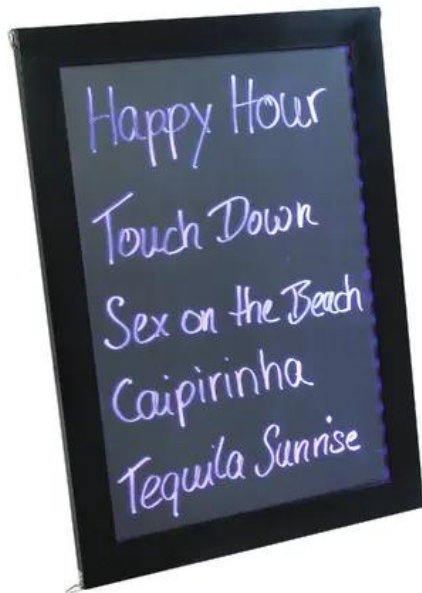 Happy Hour
Touch Down
Sex on the Beach
Caipirinha
Tequila Sunrise